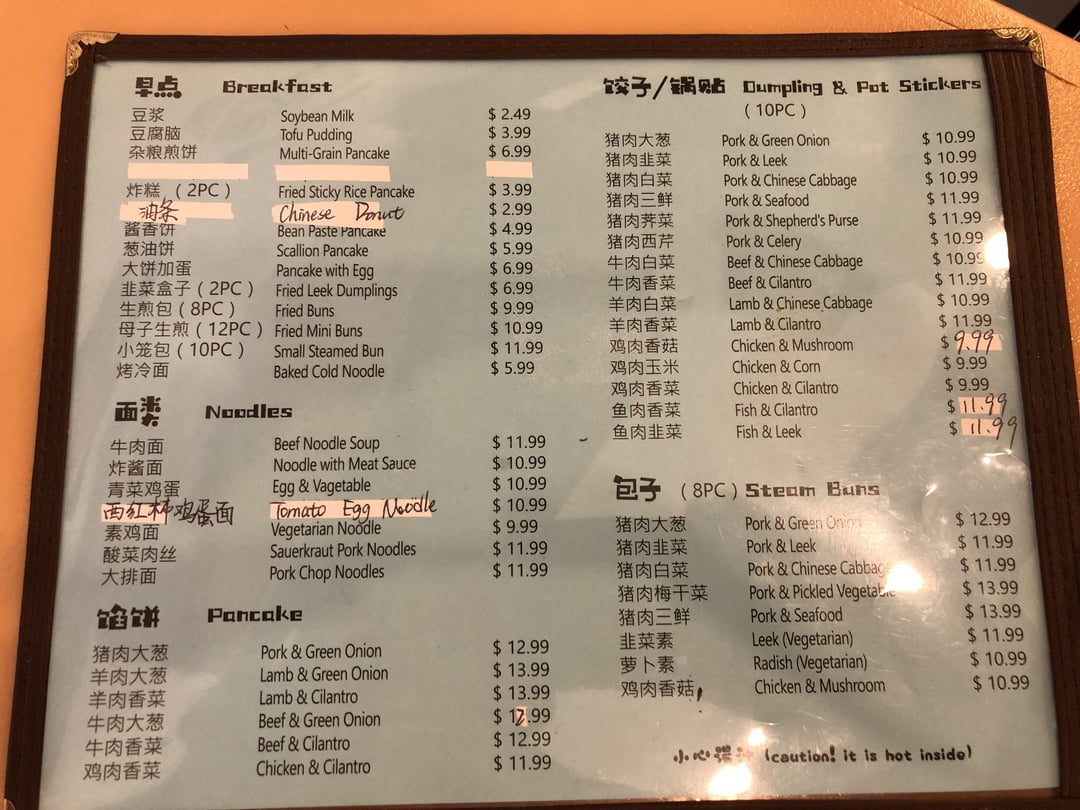 早点 Breakfast
豆浆 Soybean Milk $ 2.49
豆腐脑 Tofu Pudding $ 3.99
杂粮煎饼 Multi-Grain Pancake $ 6.99
炸糕 (2PC) Fried Sticky Rice Pancake $ 3.99
油条 Chinese Donut $ 2.99
酱香饼 Bean Paste Pancake $ 4.99
葱油饼 Scallion Pancake $ 5.99
大饼加蛋 Pancake with Egg $ 6.99
韭菜盒子 (2PC) Fried Leek Dumplings $ 6.99
生煎包 (8PC) Fried Buns $ 9.99
母子生煎 (12PC) Fried Mini Buns $ 10.99
小笼包 (10PC) Small Steamed Bun $ 11.99
烤冷面 Baked Cold Noodle $ 5.99
面类 Noodles
牛肉面 Beef Noodle Soup $ 11.99
炸酱面 Noodle with Meat Sauce $ 10.99
青菜鸡蛋 Egg & Vagetable $ 10.99
西红柿鸡蛋面 Tomato Egg Noodle $ 10.99
素鸡面 Vegetarian Noodle $ 9.99
酸菜肉丝 Sauerkraut Pork Noodles $ 11.99
大排面 Pork Chop Noodles $ 11.99
馅饼 Pancake
猪肉大葱 Pork & Green Onion $ 12.99
羊肉大葱 Lamb & Green Onion $ 13.99
羊肉香菜 Lamb & Cilantro $ 13.99
牛肉大葱 Beef & Green Onion
牛肉香菜 Beef & Cilantro $ 12.99
鸡肉香菜 Chicken & Cilantro $ 11.99
饺子/锅贴 Dumpling & Pot Stickers
(10PC)
猪肉大葱 Pork & Green Onion $ 10.99
猪肉韭菜 Pork & Leek $ 10.99
猪肉白菜 Pork & Chinese Cabbage $ 10.99
猪肉三鲜 Pork & Seafood $ 11.99
猪肉荠菜 Pork & Shepherd's Purse $ 11.99
猪肉西芹 Pork & Celery $ 10.99
牛肉白菜 Beef & Chinese Cabbage $ 10.99
牛肉香菜 Beef & Cilantro $ 11.99
羊肉白菜 Lamb & Chinese Cabbage $ 10.99
羊肉香菜 Lamb & Cilantro $ 11.99
鸡肉香菇 Chicken & Mushroom $ 9.99
鸡肉玉米 Chicken & Corn $ 9.99
鸡肉香菜 Chicken & Cilantro $ 9.99
鱼肉香菜 Fish & Cilantro $ 11.99
鱼肉韭菜 Fish & Leek $ 11.99
包子 (8PC) Steam Buns
猪肉大葱 Pork & Green Onion $ 12.99
猪肉韭菜 Pork & Leek $ 11.99
猪肉白菜 Pork & Chinese Cabbage $ 11.99
猪肉梅干菜 Pork & Pickled Vegetable $ 13.99
猪肉三鲜 Pork & Seafood $ 13.99
韭菜素 Leek (Vegetarian) $ 11.99
萝卜素 Radish (Vegetarian) $ 10.99
鸡肉香菇 Chicken & Mushroom $ 10.99
小心 (caution! it is hot inside)